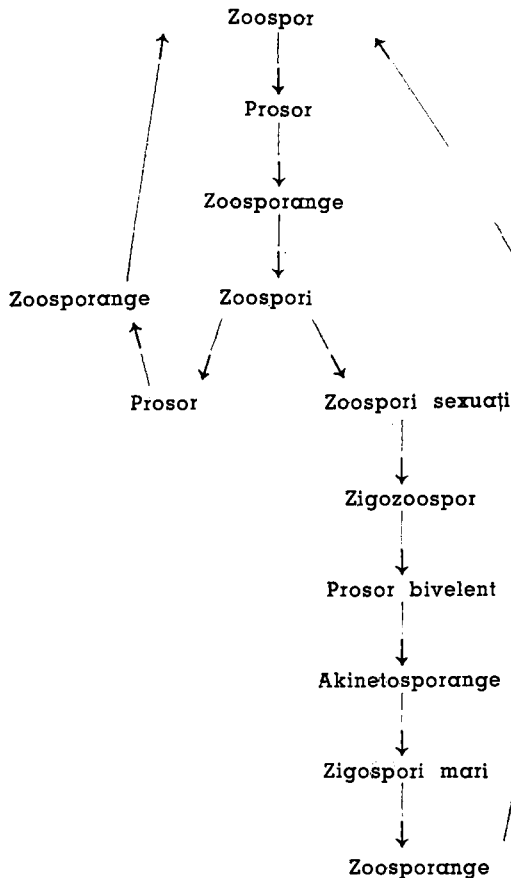 Zoospor
Prosor
Zoosporange
Zoosporange Zoospori
Prosor Zoospori sexuați
Zigozoospor
Prosor bivelent
Akinetosporange
Zigospori mari
Zoosporange